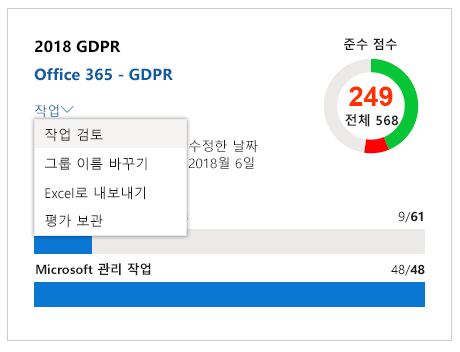 2018 GDPR
준수 점수
Office 365 - GDPR
249
전체 568
작업
작업 검토
그룹 이름 바꾸기
수정한 날짜
2018월 6일
Excel로 내보내기
평가 보관
9/61
Microsoft 관리 작업
48/48